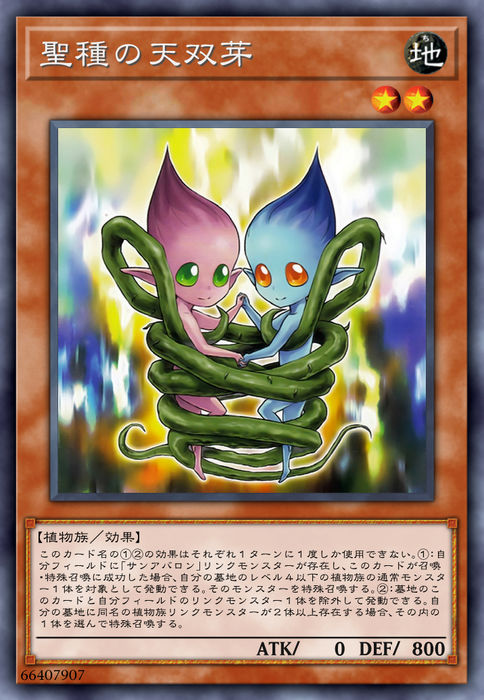 聖種の天双芽
ち
地
【植物族／効果】
このカード名の①②の効果はそれぞれ１ターンに１度しか使用できない。①：自
分フィールドに「サンアバロン」リンクモンスターが存在し、このカードが召喚
・特殊召喚に成功した場合、自分の墓地のレベル４以下の植物族の通常モンスタ
ー１体を対象として発動できる。そのモンスターを特殊召喚する。②：墓地のこ
のカードと自分フィールドのリンクモンスター１体を除外して発動できる。自
分の墓地に同名の植物族リンクモンスターが２体以上存在する場合、その内の
１体を選んで特殊召喚する。
ATK/ 0 DEF/ 800
66407907